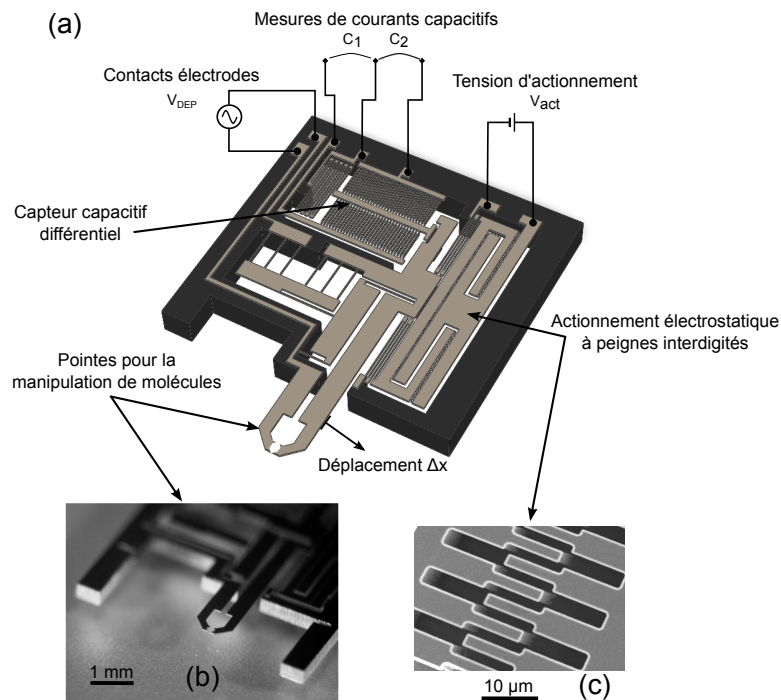 (a)
Mesures de courants capacitifs
C1
C2
Contacts électrodes
VDEP
Tension d'actionnement
Vact
Capteur capacitif
différentiel
Actionnement électrostatique
à peignes interdigités
Pointes pour la
manipulation de molécules
Déplacement Δx
1 mm
(b)
10 µm
(c)